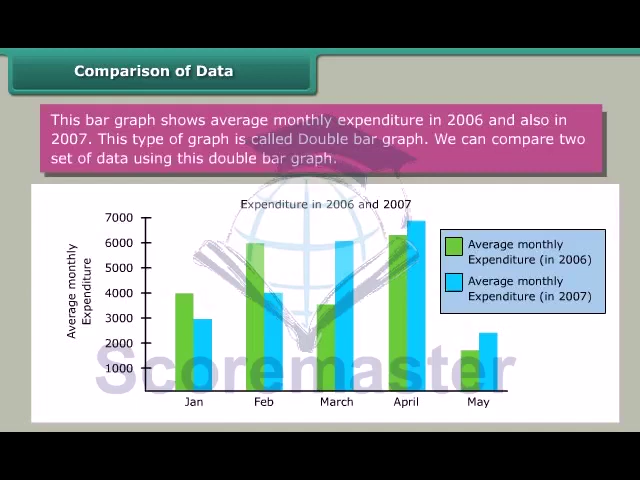 Comparison of Data
This bar graph shows average monthly expenditure in 2006 and also in
2007. This type of graph is called Double bar graph. We can compare two
set of data using this double bar graph.
Expenditure in 2006 and 2007
7000
6000
5000
4000
3000
2000
1000
Average monthly
Expenditure
Jan Feb March April May
Average monthly
Expenditure (in 2006)
Average monthly
Expenditure (in 2007)
Scoremaster